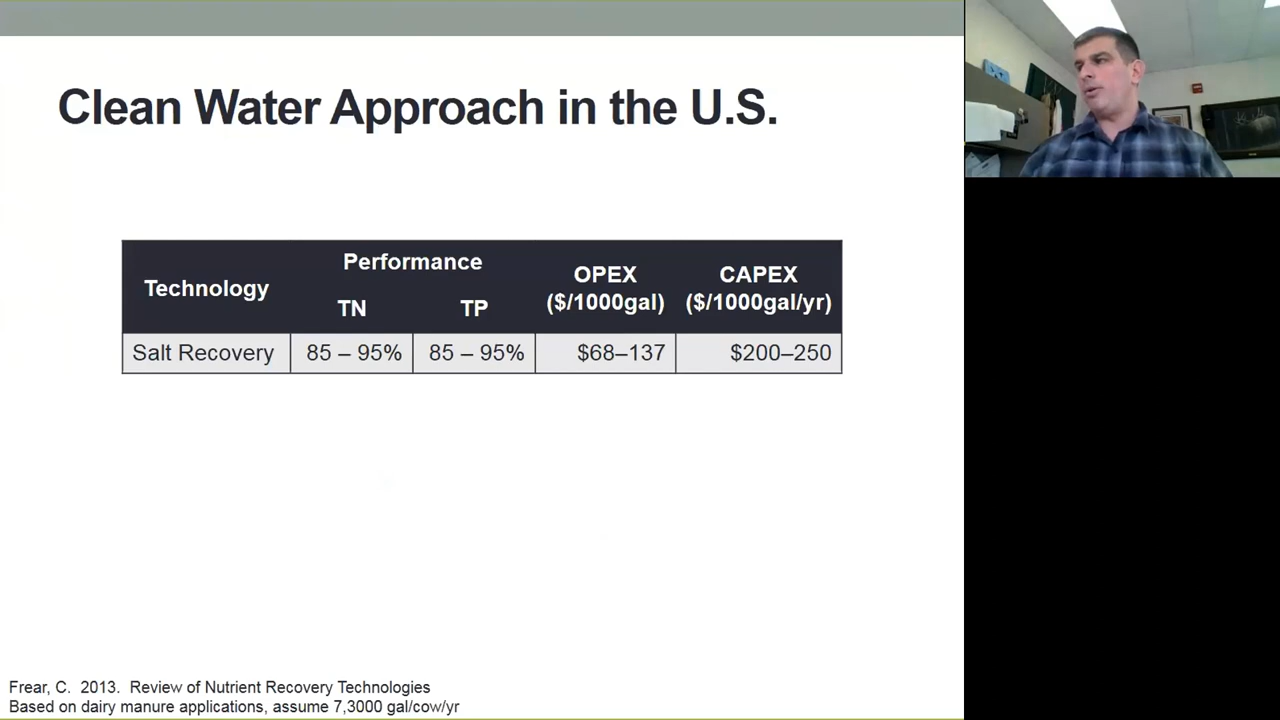 Clean Water Approach in the U.S.
Technology
Performance
TN
TP
OPEX
($/1000gal)
CAPEX
($/1000gal/yr)
Salt Recovery 85 – 95% 85 – 95% $68–137 $200–250
Frear, C. 2013. Review of Nutrient Recovery Technologies
Based on dairy manure applications, assume 7,3000 gal/cow/yr